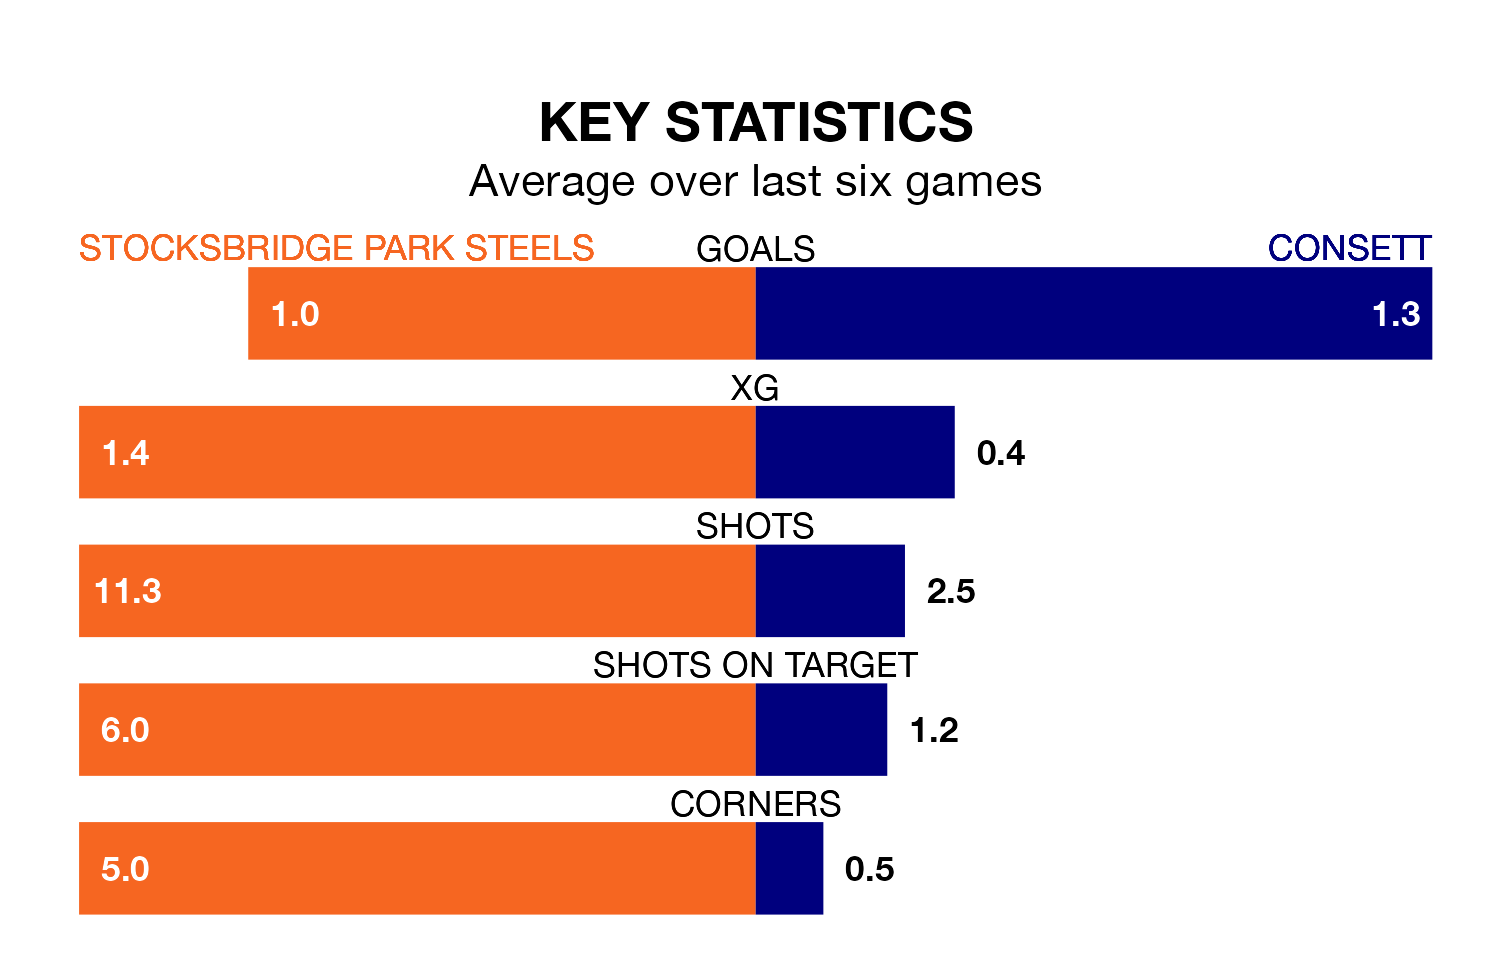 KEY STATISTICS
Average over last six games
STOCKSBRIDGE PARK STEELS GOALS CONSETT
1.0 1.3
XG
1.4 0.4
SHOTS
11.3 2.5
SHOTS ON TARGET
6.0 1.2
CORNERS
5.0 0.5